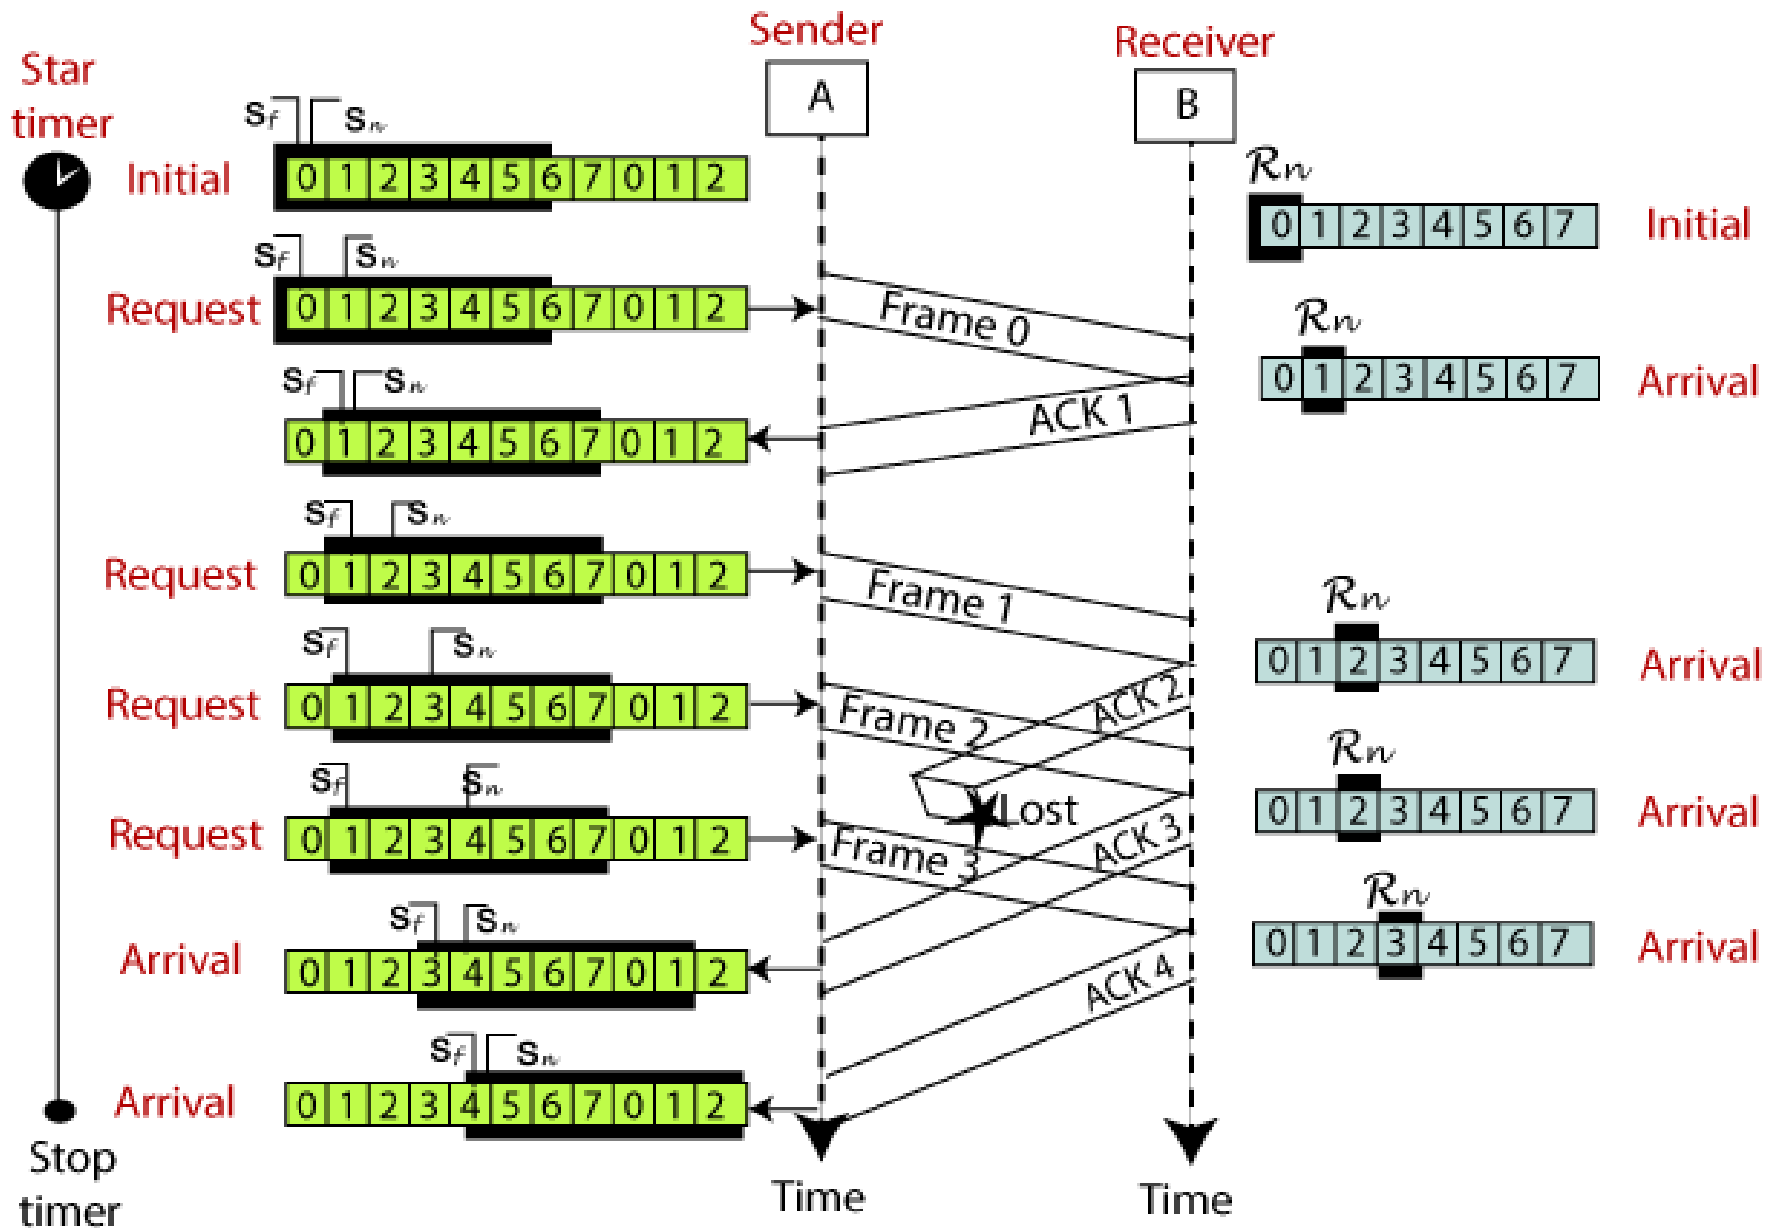 Sender
Receiver
Star
timer
A
B
Sf Sn
Initial 0 1 2 3 4 5 6 7 0 1 2
Rn
0 1 2 3 4 5 6 7 Initial
Sf Sn
Request 0 1 2 3 4 5 6 7 0 1 2
Frame 0
Rn
0 1 2 3 4 5 6 7 Arrival
Sf Sn
0 1 2 3 4 5 6 7 0 1 2
ACK 1
Sf Sn
Request 0 1 2 3 4 5 6 7 0 1 2
Frame 1
Rn
0 1 2 3 4 5 6 7 Arrival
Sf Sn
Request 0 1 2 3 4 5 6 7 0 1 2
Frame 2
ACK 2
Lost
Rn
0 1 2 3 4 5 6 7 Arrival
Sf Sn
Request 0 1 2 3 4 5 6 7 0 1 2
Frame 3
ACK 3
Rn
0 1 2 3 4 5 6 7 Arrival
Sf Sn
Arrival 0 1 2 3 4 5 6 7 0 1 2
ACK 4
Sf Sn
Arrival 0 1 2 3 4 5 6 7 0 1 2
Stop
timer
Time
Time